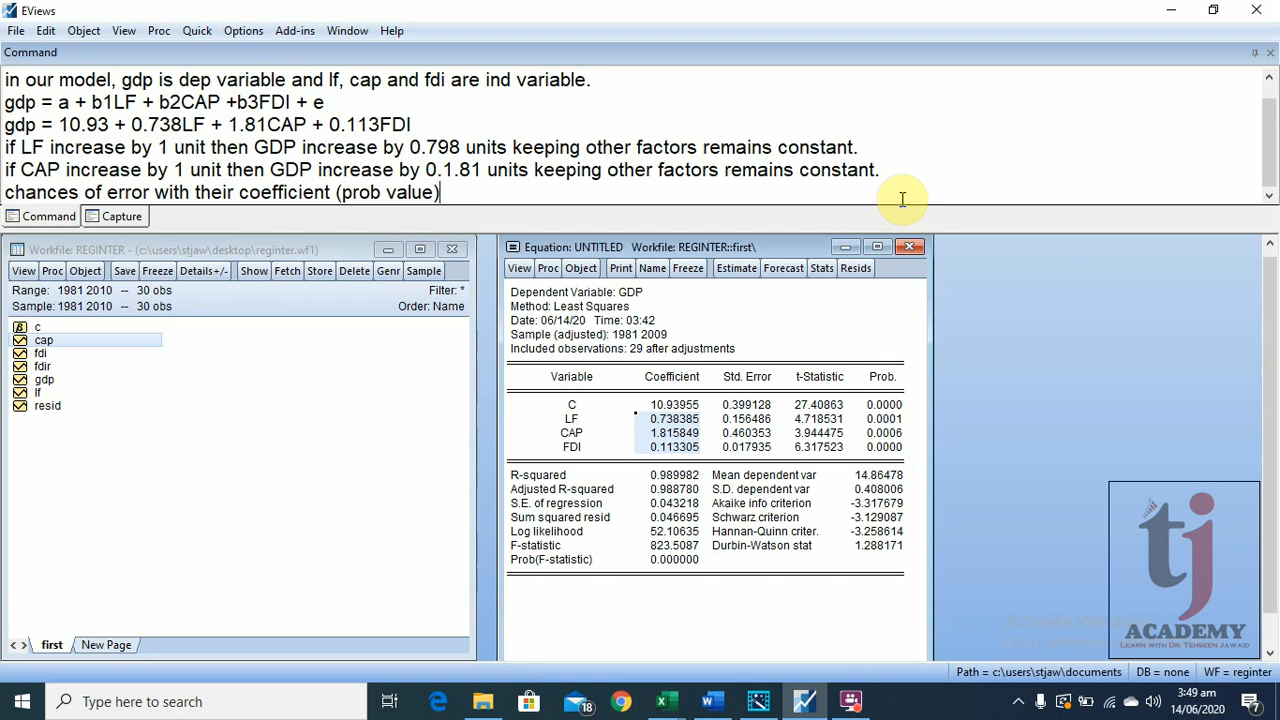 EViews
File Edit Object View Proc Quick Options Add-ins Window Help
Command
in our model, gdp is dep variable and lf, cap and fdi are ind variable.
gdp = a + b1LF + b2CAP +b3FDI + e
gdp = 10.93 + 0.738LF + 1.81CAP + 0.113FDI
if LF increase by 1 unit then GDP increase by 0.798 units keeping other factors remains constant.
if CAP increase by 1 unit then GDP increase by 0.1.81 units keeping other factors remains constant.
chances of error with their coefficient (prob value)
Command Capture
Workfile: REGINTER - (c:\users\stjaw\desktop\reginter.wf1)
View Proc Object Save Freeze Details+/- Show Fetch Store Delete Genr Sample
Range: 1981 2010 -- 30 obs Filter: *
Sample: 1981 2010 -- 30 obs Order: Name
c
cap
fdi
fdir
gdp
lf
resid
first New Page
Equation: UNTITLED Workfile: REGINTER::first\
View Proc Object Print Name Freeze Estimate Forecast Stats Resids
Dependent Variable: GDP
Method: Least Squares
Date: 06/14/20 Time: 03:42
Sample (adjusted): 1981 2009
Included observations: 29 after adjustments
Variable Coefficient Std. Error t-Statistic Prob.
C 10.93955 0.399128 27.40863 0.0000
LF 0.738385 0.156486 4.718531 0.0001
CAP 1.815849 0.460353 3.944475 0.0006
FDI 0.113305 0.017935 6.317523 0.0000
R-squared 0.989982 Mean dependent var 14.86478
Adjusted R-squared 0.988780 S.D. dependent var 0.408006
S.E. of regression 0.043218 Akaike info criterion -3.317679
Sum squared resid 0.046695 Schwarz criterion -3.129087
Log likelihood 52.10635 Hannan-Quinn criter. -3.258614
F-statistic 823.5087 Durbin-Watson stat 1.288171
Prob(F-statistic) 0.000000
Activate Windows
tj
ACADEMY
LEARN WITH DR. TEHSEEN JAWAID
Path = c:\users\stjaw\documents DB = none WF = reginter
Type here to search
18
3:49 am
14/06/2020
7